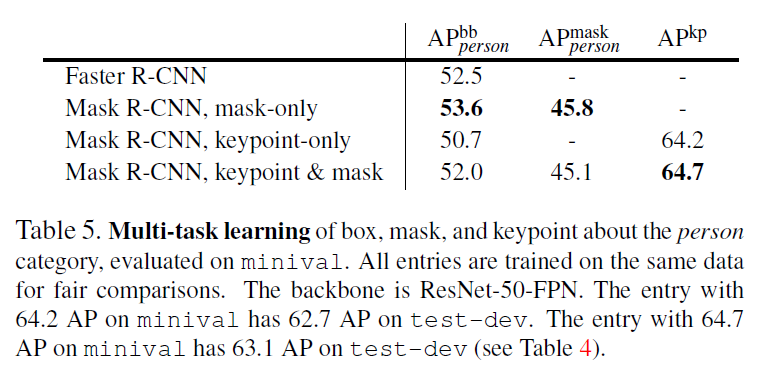 AP^bb_person AP^mask_person AP^kp
Faster R-CNN 52.5 - -
Mask R-CNN, mask-only 53.6 45.8 -
Mask R-CNN, keypoint-only 50.7 - 64.2
Mask R-CNN, keypoint & mask 52.0 45.1 64.7
Table 5. Multi-task learning of box, mask, and keypoint about the person
category, evaluated on minival. All entries are trained on the same data
for fair comparisons. The backbone is ResNet-50-FPN. The entry with
64.2 AP on minival has 62.7 AP on test-dev. The entry with 64.7
AP on minival has 63.1 AP on test-dev (see Table 4).